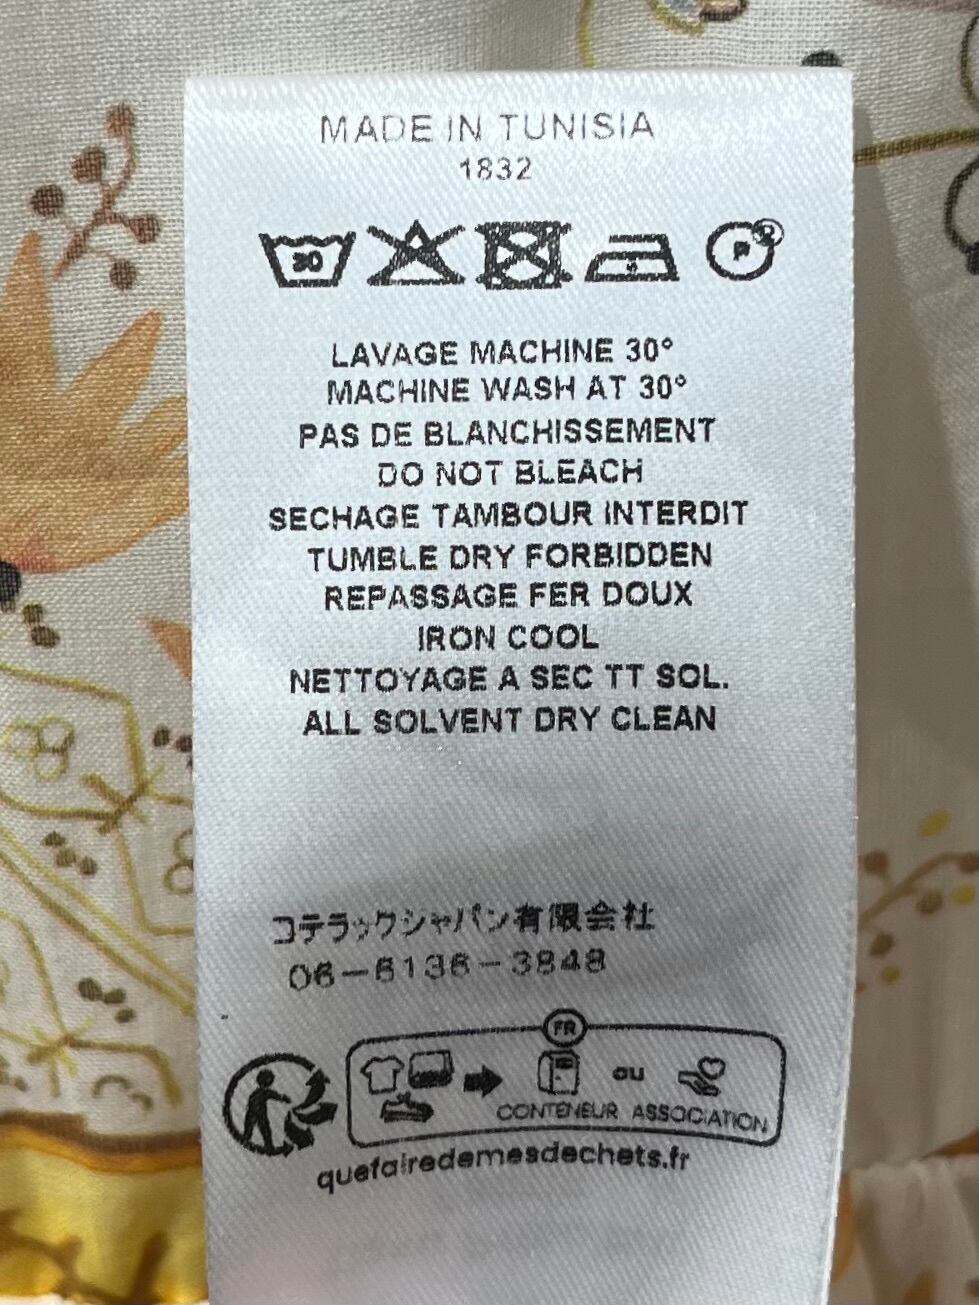 MADE IN TUNISIA
1832
30
P
LAVAGE MACHINE 30°
MACHINE WASH AT 30°
PAS DE BLANCHISSEMENT
DO NOT BLEACH
SECHAGE TAMBOUR INTERDIT
TUMBLE DRY FORBIDDEN
REPASSAGE FER DOUX
IRON COOL
NETTOYAGE A SEC TT SOL.
ALL SOLVENT DRY CLEAN
コテラックジャパン有限会社
06-6136-3848
FR
ou
CONTENEUR ASSOCIATION
quefairedemesdechets.fr